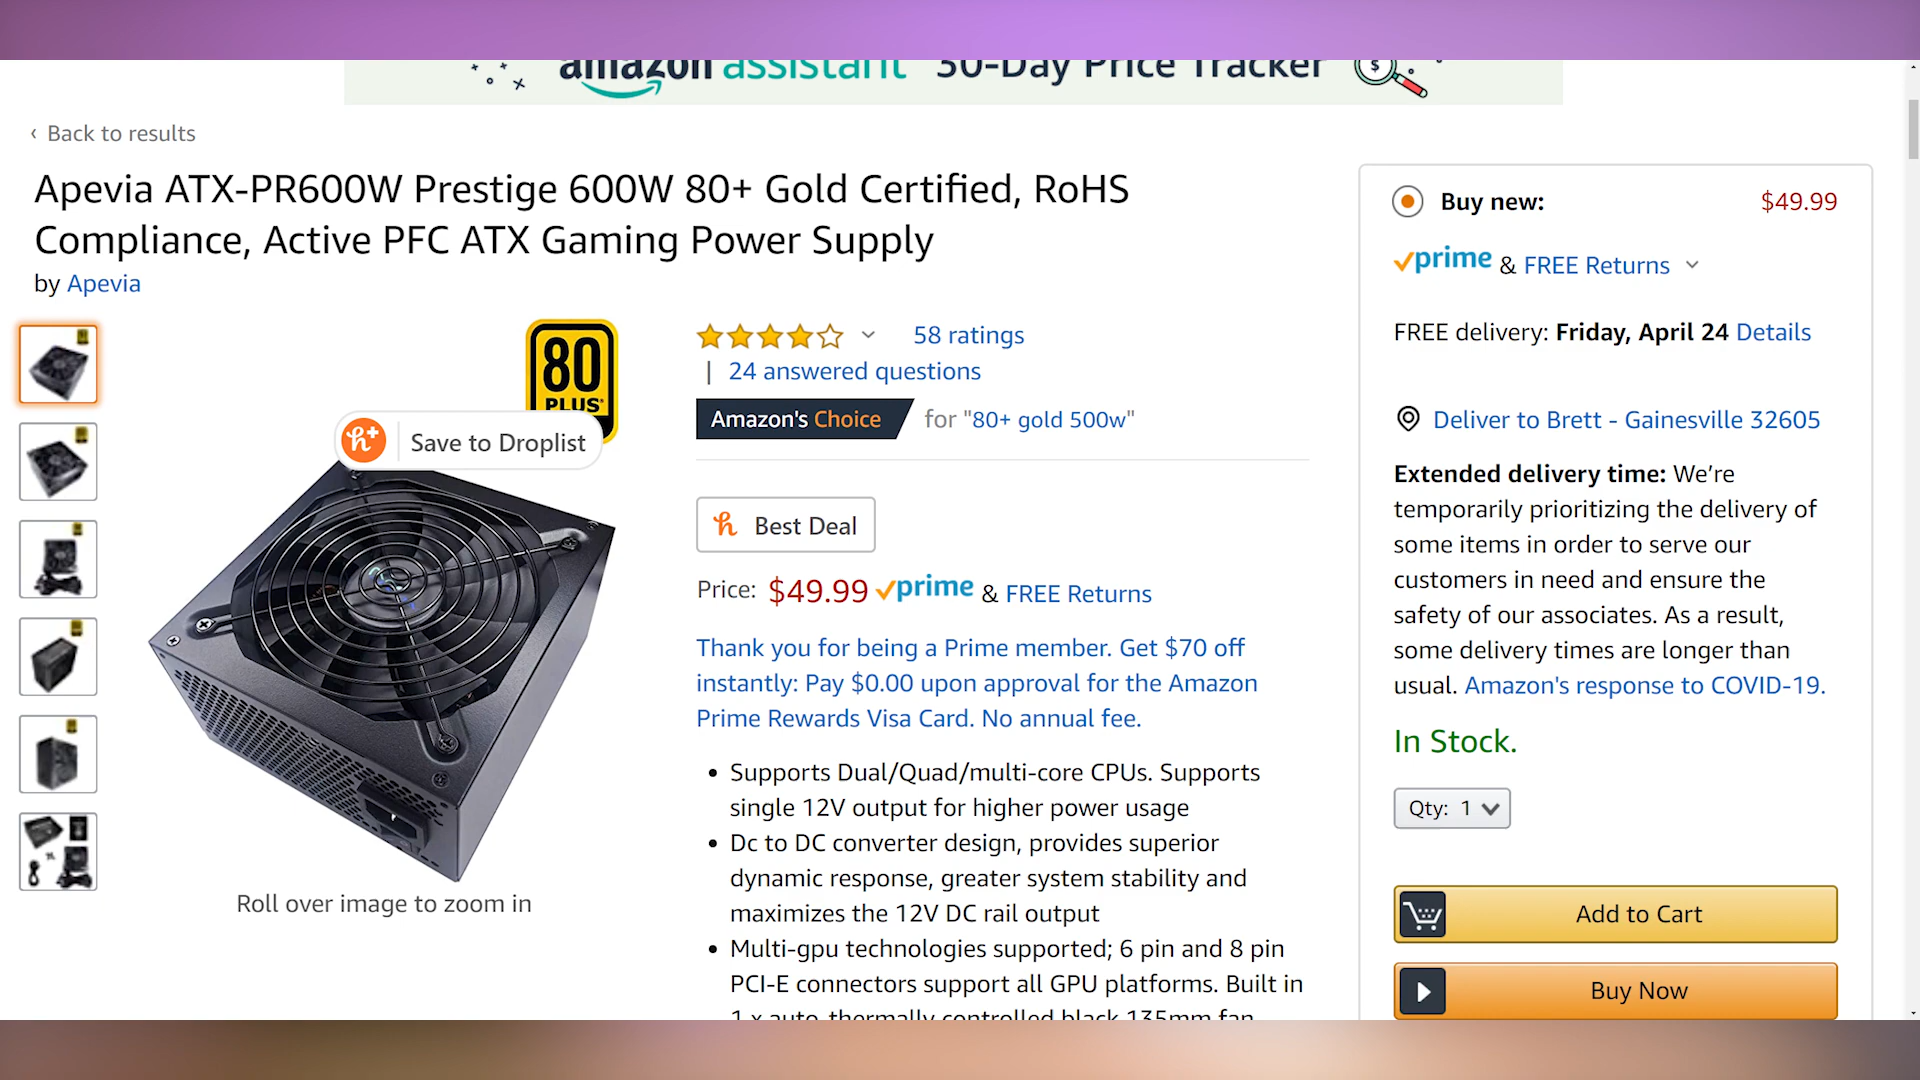 amazon assistant 30-Day Price Tracker
‹ Back to results
Apevia ATX-PR600W Prestige 600W 80+ Gold Certified, RoHS
Compliance, Active PFC ATX Gaming Power Supply
by Apevia
80
PLUS
Save to Droplist
58 ratings
| 24 answered questions
Amazon's Choice for "80+ gold 500w"
Best Deal
Price: $49.99 prime & FREE Returns
Thank you for being a Prime member. Get $70 off
instantly: Pay $0.00 upon approval for the Amazon
Prime Rewards Visa Card. No annual fee.
• Supports Dual/Quad/multi-core CPUs. Supports
single 12V output for higher power usage
• Dc to DC converter design, provides superior
dynamic response, greater system stability and
maximizes the 12V DC rail output
• Multi-gpu technologies supported; 6 pin and 8 pin
PCI-E connectors support all GPU platforms. Built in
1 x auto-thermally controlled black 135mm fan
Roll over image to zoom in
Buy new: $49.99
prime & FREE Returns
FREE delivery: Friday, April 24 Details
Deliver to Brett - Gainesville 32605
Extended delivery time: We’re
temporarily prioritizing the delivery of
some items in order to serve our
customers in need and ensure the
safety of our associates. As a result,
some delivery times are longer than
usual. Amazon's response to COVID-19.
In Stock.
Qty: 1
Add to Cart
Buy Now